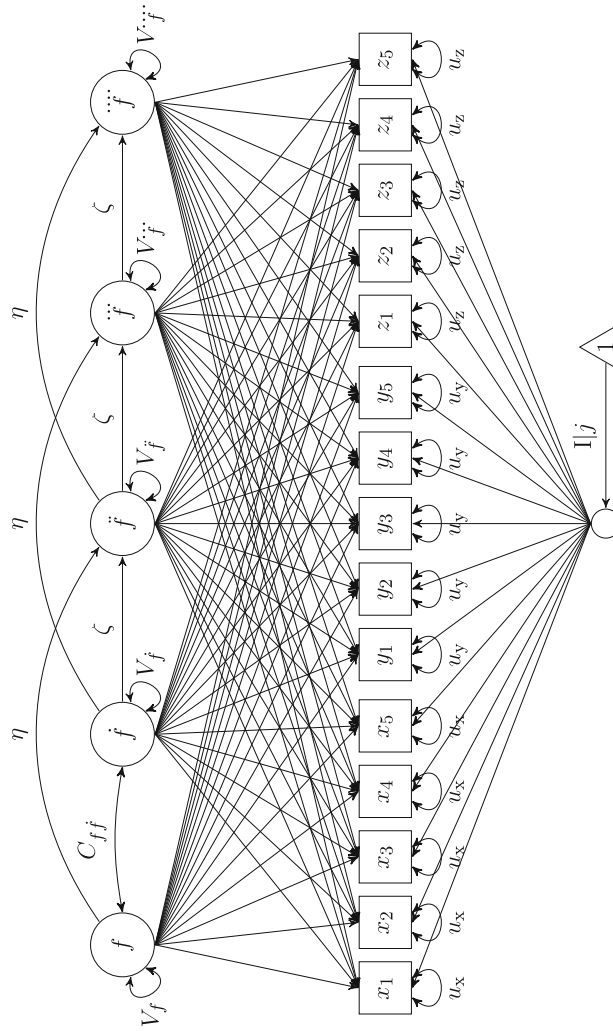 η η η
C_{fḟ} ζ ζ ζ
f ḟ f̈ f⃛ f⃜
V_f V_ḟ V_f̈ V_f⃛ V_f⃜
x₁ x₂ x₃ x₄ x₅ y₁ y₂ y₃ y₄ y₅ z₁ z₂ z₃ z₄ z₅
u_x u_x u_x u_x u_x u_y u_y u_y u_y u_y u_z u_z u_z u_z u_z
I|j
1